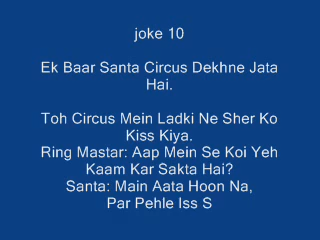 joke 10
Ek Baar Santa Circus Dekhne Jata
Hai.
Toh Circus Mein Ladki Ne Sher Ko
Kiss Kiya.
Ring Mastar: Aap Mein Se Koi Yeh
Kaam Kar Sakta Hai?
Santa: Main Aata Hoon Na,
Par Pehle Iss S